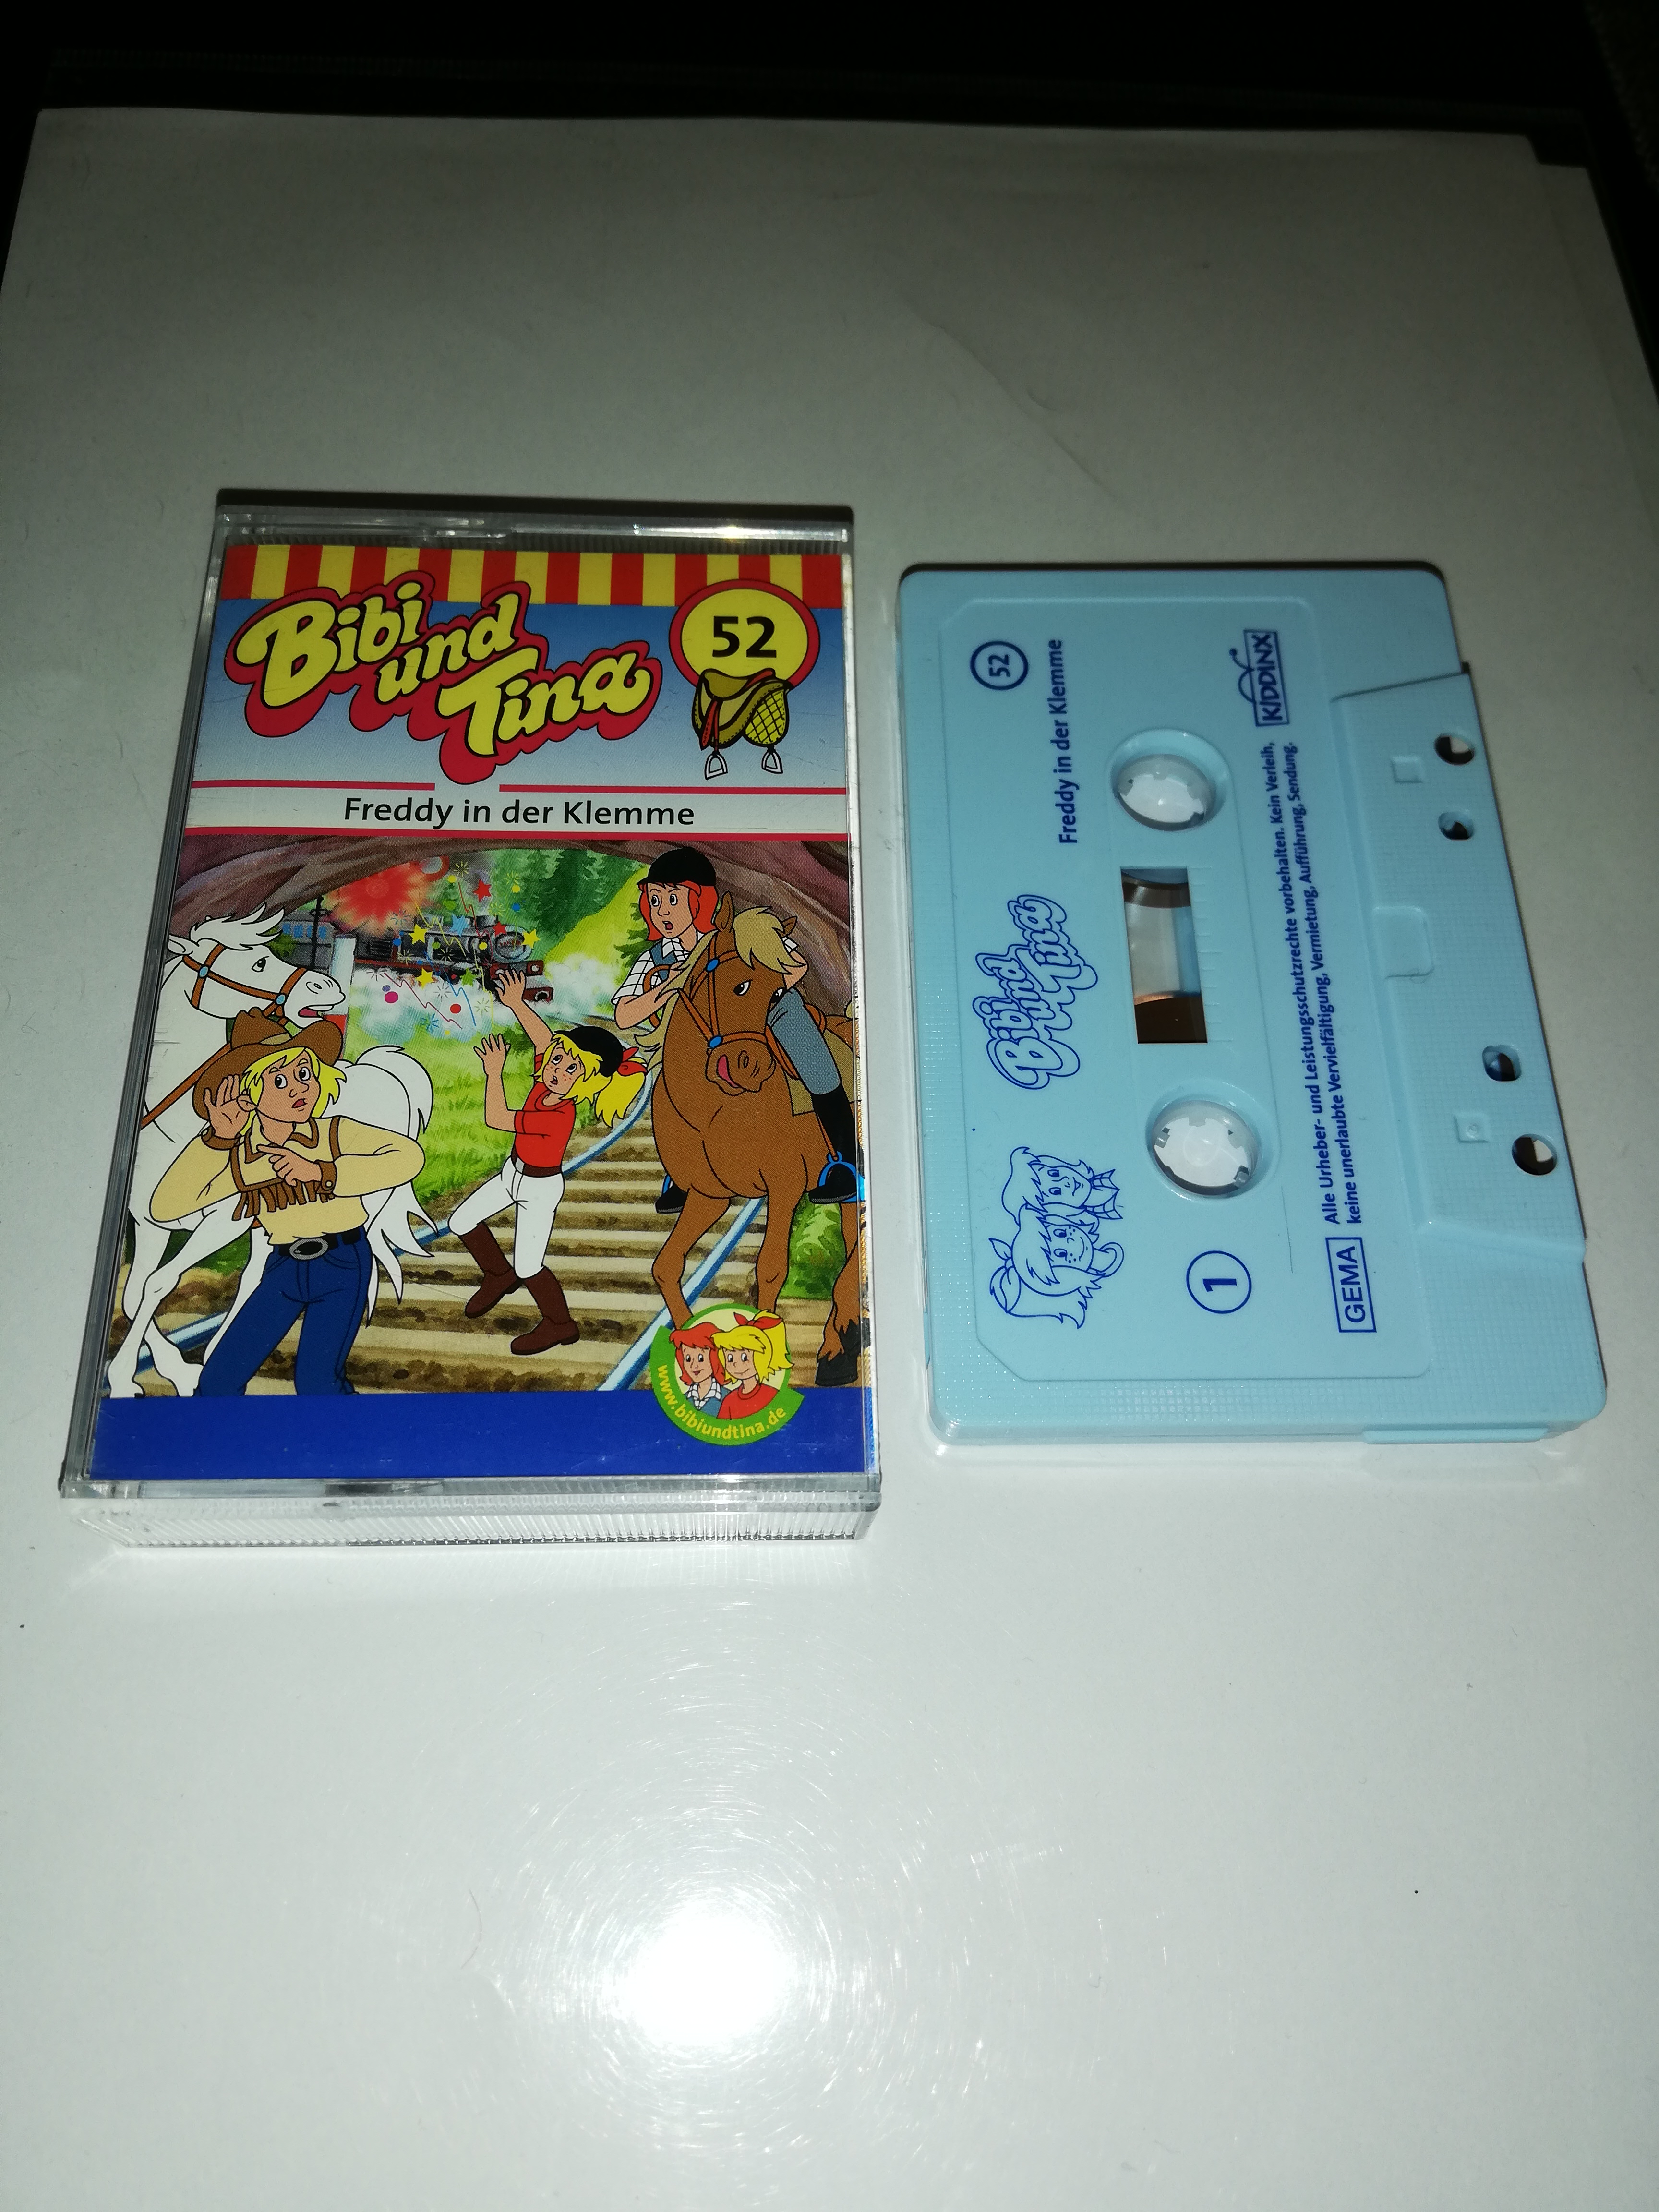 Bibi
und
Tina
52
Freddy in der Klemme
www.bibiundtina.de
52
Freddy in der Klemme
Bibi
und
Tina
1
KIDDINX
GEMA
Alle Urheber- und Leistungsschutzrechte vorbehalten. Kein Verleih,
keine unerlaubte Vervielfältigung, Vermietung, Aufführung, Sendung.